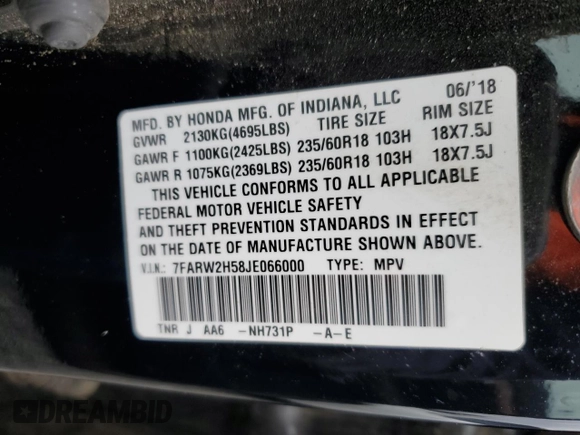 MFD. BY HONDA MFG. OF INDIANA, LLC 06/'18
GVWR 2130KG(4695LBS) TIRE SIZE RIM SIZE
GAWR F 1100KG(2425LBS) 235/60R18 103H 18X7.5J
GAWR R 1075KG(2369LBS) 235/60R18 103H 18X7.5J
THIS VEHICLE CONFORMS TO ALL APPLICABLE
FEDERAL MOTOR VEHICLE SAFETY
AND THEFT PREVENTION STANDARDS IN EFFECT
ON THE DATE OF MANUFACTURE SHOWN ABOVE.
V.I.N.: 7FARW2H58JE066000 TYPE: MPV
TNR J AA6 -NH731P -A-E
DREAMBID